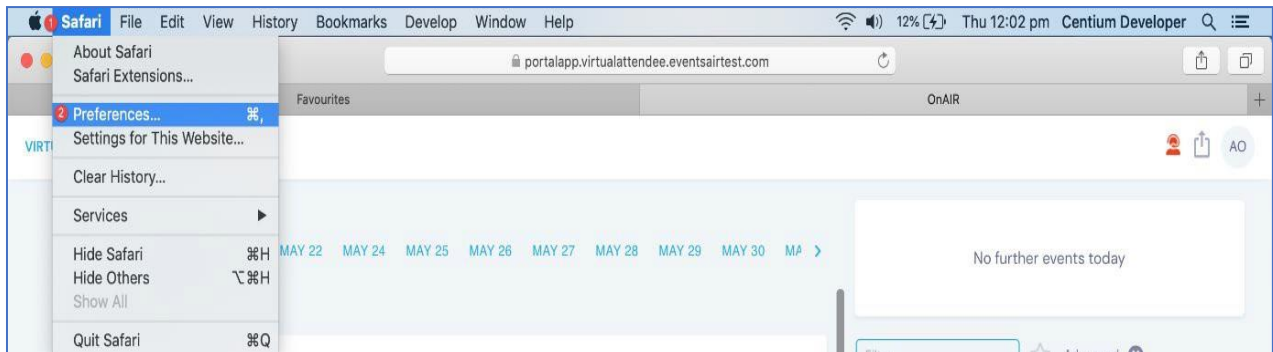 1 Safari File Edit View History Bookmarks Develop Window Help 12% Thu 12:02 pm Centium Developer
About Safari
portalapp.virtualattendee.eventsairtest.com
Safari Extensions...
Favourites OnAIR +
2 Preferences... ⌘,
Settings for This Website...
AO
Clear History...
Services
MAY 22 MAY 24 MAY 25 MAY 26 MAY 27 MAY 28 MAY 29 MAY 30
Hide Safari ⌘H
No further events today
Hide Others ⌥⌘H
Show All
Quit Safari ⌘Q